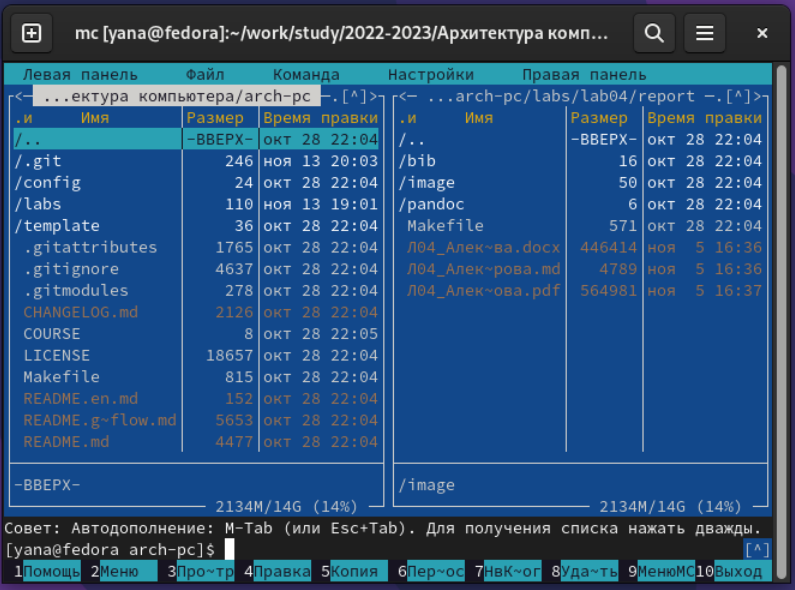 mc [yana@fedora]:~/work/study/2022-2023/Архитектура комп...
Левая панель Файл Команда Настройки Правая панель
<— ...ектура компьютера/arch-pc —.[^]> <— ...arch-pc/labs/lab04/report —.[^]>
.и Имя Размер Время правки .и Имя Размер Время правки
/.. -ВВЕРХ- окт 28 22:04 /.. -ВВЕРХ- окт 28 22:04
/.git 246 ноя 13 20:03 /bib 16 окт 28 22:04
/config 24 окт 28 22:04 /image 50 окт 28 22:04
/labs 110 ноя 13 19:01 /pandoc 6 окт 28 22:04
/template 36 окт 28 22:04 Makefile 571 окт 28 22:04
.gitattributes 1765 окт 28 22:04 Л04_Алек~ва.docx 446414 ноя 5 16:36
.gitignore 4637 окт 28 22:04 Л04_Алек~рова.md 4789 ноя 5 16:36
.gitmodules 278 окт 28 22:04 Л04_Алек~ова.pdf 564981 ноя 5 16:37
CHANGELOG.md 2126 окт 28 22:04
COURSE 8 окт 28 22:05
LICENSE 18657 окт 28 22:04
Makefile 815 окт 28 22:04
README.en.md 152 окт 28 22:04
README.g~flow.md 5653 окт 28 22:04
README.md 4477 окт 28 22:04
-ВВЕРХ- /image
2134M/14G (14%) 2134M/14G (14%)
Совет: Автодополнение: M-Tab (или Esc+Tab). Для получения списка нажать дважды.
[yana@fedora arch-pc]$ [^]
1Помощь 2Меню 3Про~тр 4Правка 5Копия 6Пер~ос 7НвК~ог 8Уда~ть 9МенюMC 10Выход